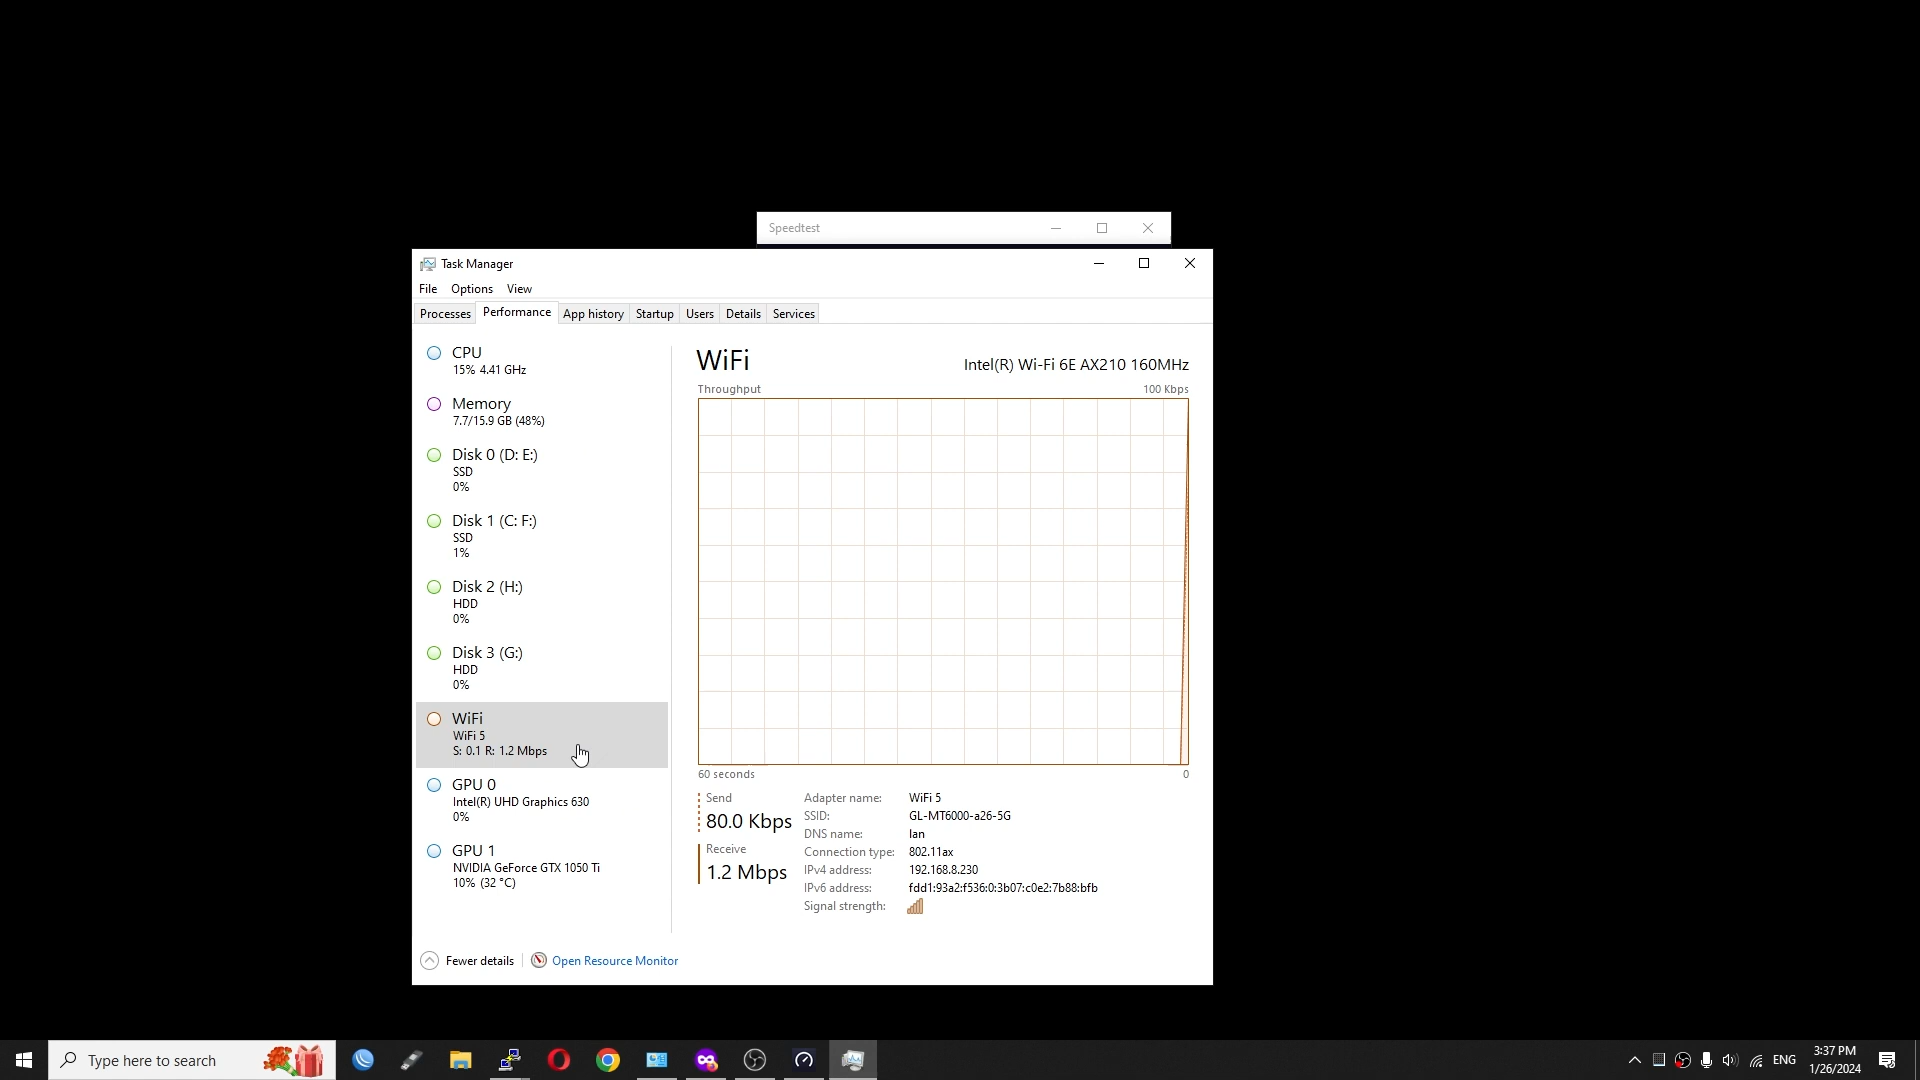 Speedtest
Task Manager
File Options View
Processes Performance App history Startup Users Details Services
CPU
15% 4.41 GHz
Memory
7.7/15.9 GB (48%)
Disk 0 (D: E:)
SSD
0%
Disk 1 (C: F:)
SSD
1%
Disk 2 (H:)
HDD
0%
Disk 3 (G:)
HDD
0%
WiFi
WiFi 5
S: 0.1 R: 1.2 Mbps
GPU 0
Intel(R) UHD Graphics 630
0%
GPU 1
NVIDIA GeForce GTX 1050 Ti
10% (32 °C)
WiFi Intel(R) Wi-Fi 6E AX210 160MHz
Throughput 100 Kbps
60 seconds 0
Send
80.0 Kbps
Receive
1.2 Mbps
Adapter name: WiFi 5
SSID: GL-MT6000-a26-5G
DNS name: lan
Connection type: 802.11ax
IPv4 address: 192.168.8.230
IPv6 address: fdd1:93a2:f536:0:3b07:c0e2:7b88:bfb
Signal strength:
Fewer details Open Resource Monitor
Type here to search
ENG
3:37 PM
1/26/2024